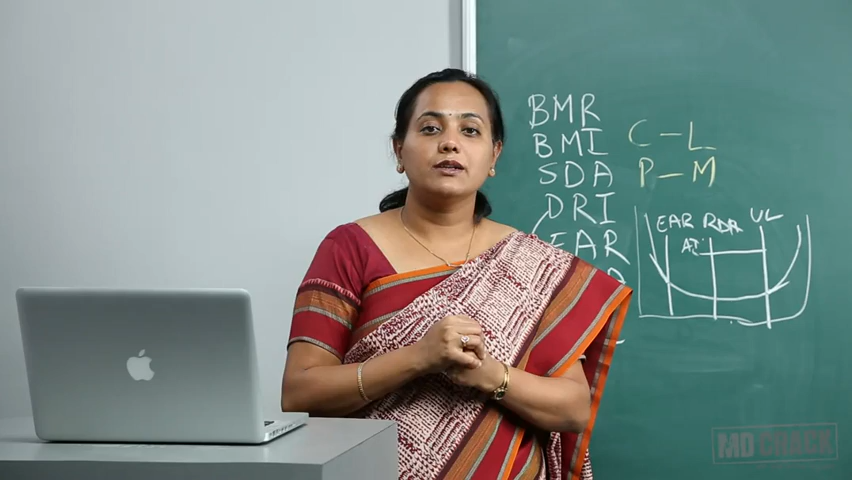 BMR
BMI
SDA
DRI
EAR
C-L
P-M
EAR RDA UL
AI
MD CRACK